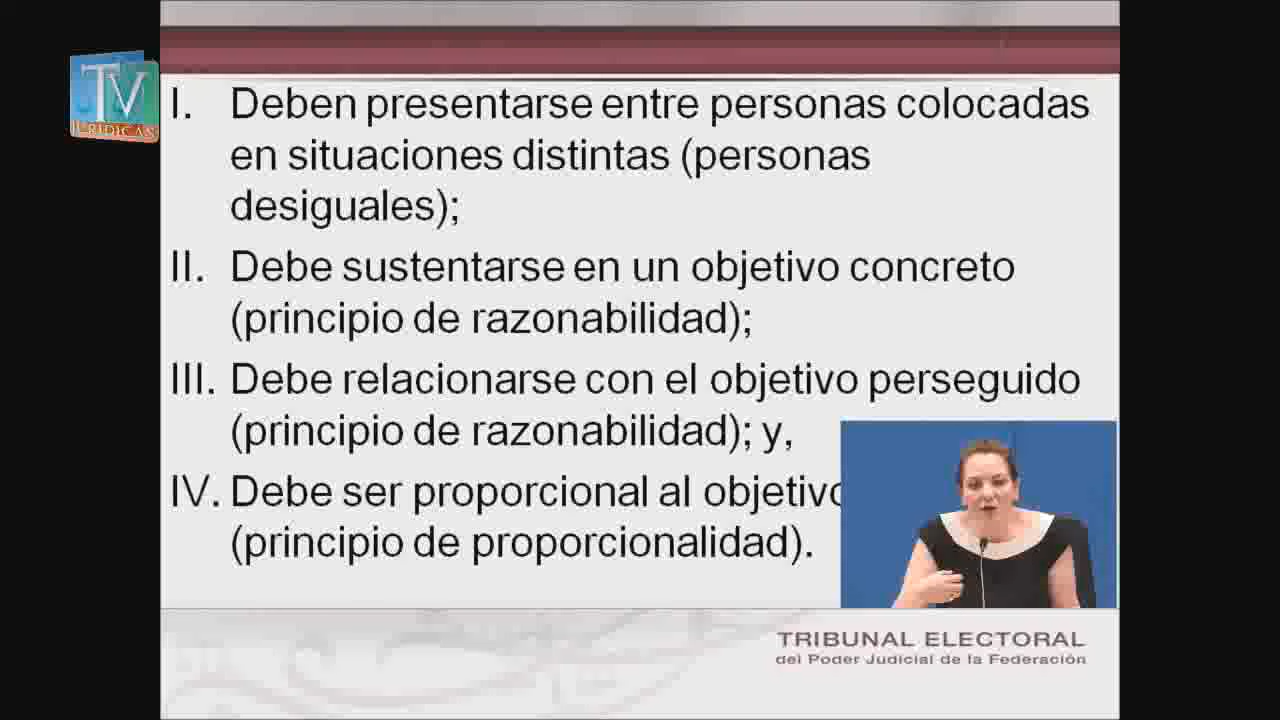 TV
JURIDICAS
I. Deben presentarse entre personas colocadas
en situaciones distintas (personas
desiguales);
II. Debe sustentarse en un objetivo concreto
(principio de razonabilidad);
III. Debe relacionarse con el objetivo perseguido
(principio de razonabilidad); y,
IV. Debe ser proporcional al objetivo
(principio de proporcionalidad).
TRIBUNAL ELECTORAL
del Poder Judicial de la Federación